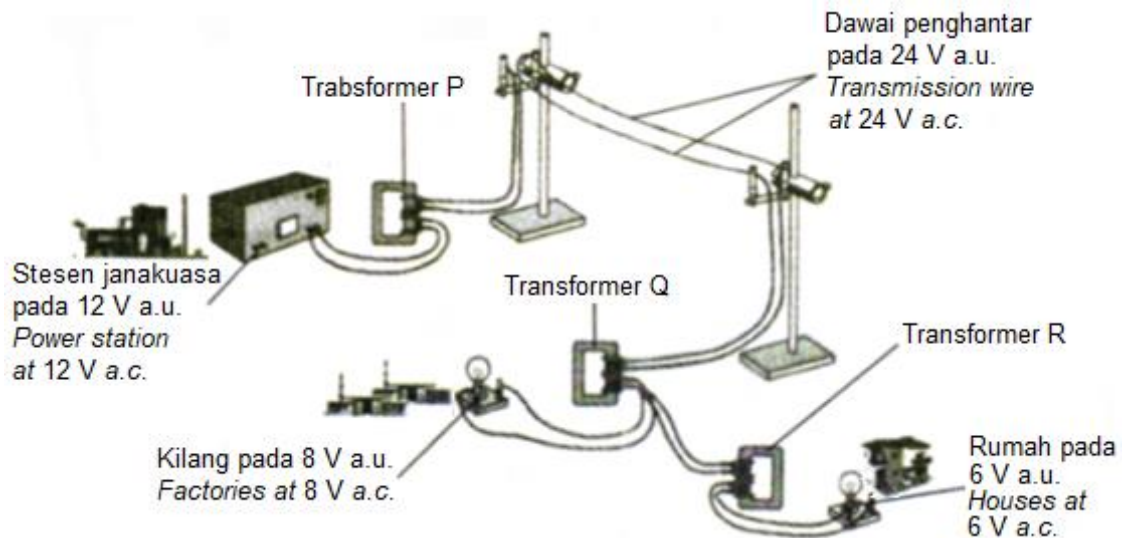 Dawai penghantar
pada 24 V a.u.
Transmission wire
at 24 V a.c.
Trabsformer P
Stesen janakuasa
pada 12 V a.u.
Power station
at 12 V a.c.
Transformer Q
Transformer R
Kilang pada 8 V a.u.
Factories at 8 V a.c.
Rumah pada
6 V a.u.
Houses at
6 V a.c.